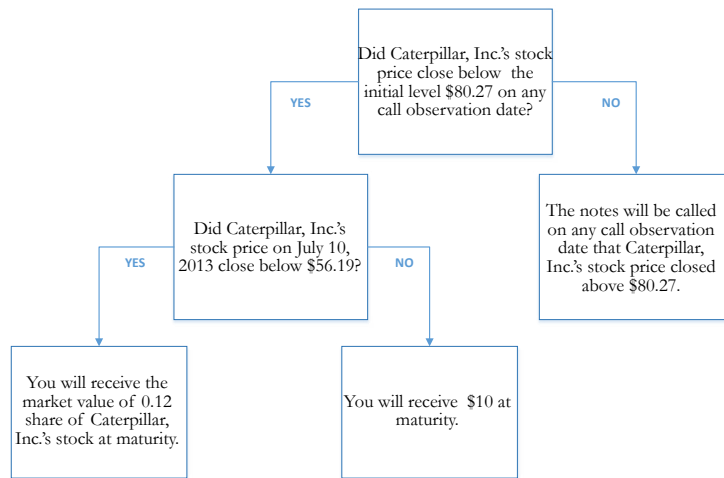 Did Caterpillar, Inc.'s stock
price close below the
initial level $80.27 on any
call observation date?
YES
NO
Did Caterpillar, Inc.'s
stock price on July 10,
2013 close below $56.19?
The notes will be called
on any call observation
date that Caterpillar,
Inc.'s stock price closed
above $80.27.
YES
NO
You will receive the
market value of 0.12
share of Caterpillar,
Inc.'s stock at maturity.
You will receive $10 at
maturity.